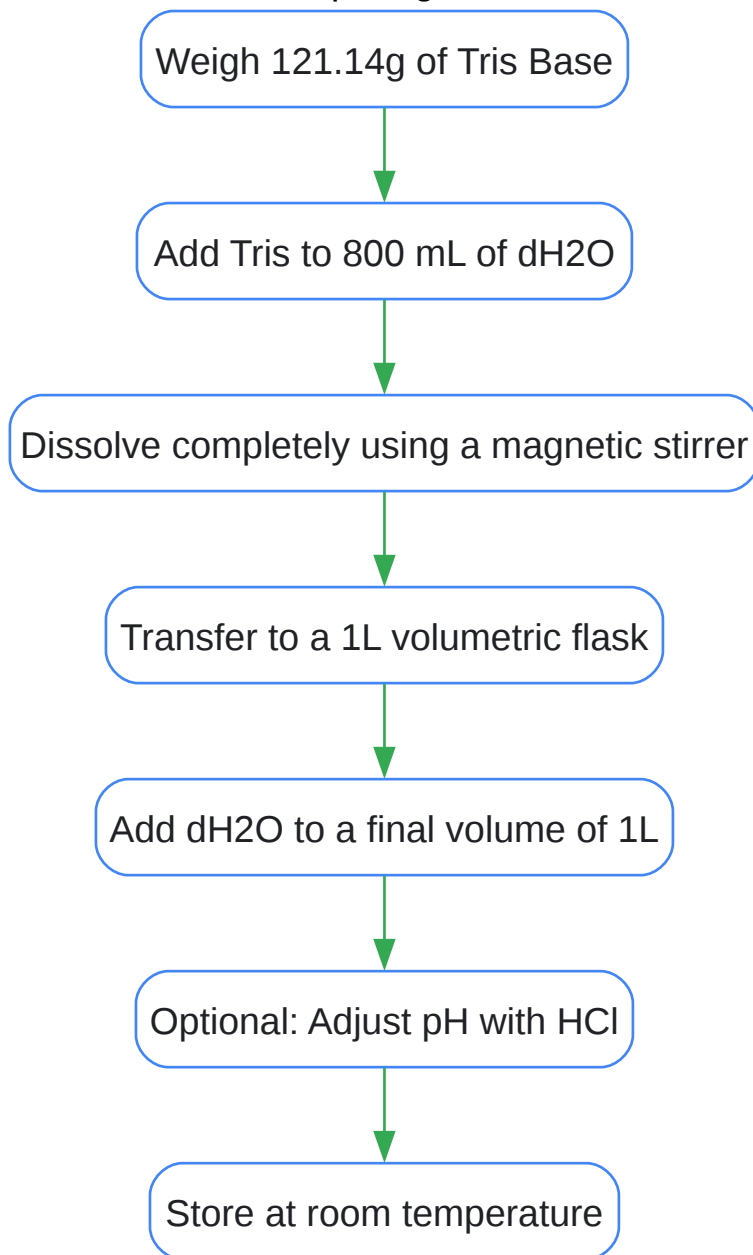 Weigh 121.14g of Tris Base
Add Tris to 800 mL of dH2O
Dissolve completely using a magnetic stirrer
Transfer to a 1L volumetric flask
Add dH2O to a final volume of 1L
Optional: Adjust pH with HCl
Store at room temperature